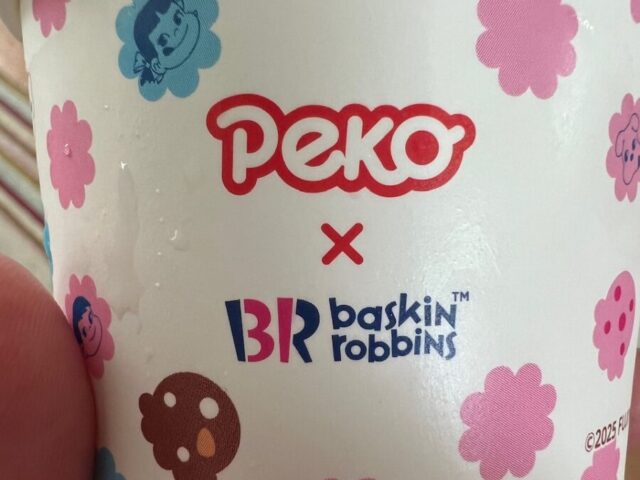 Peko
×
BR baskin™
robbins
©2025